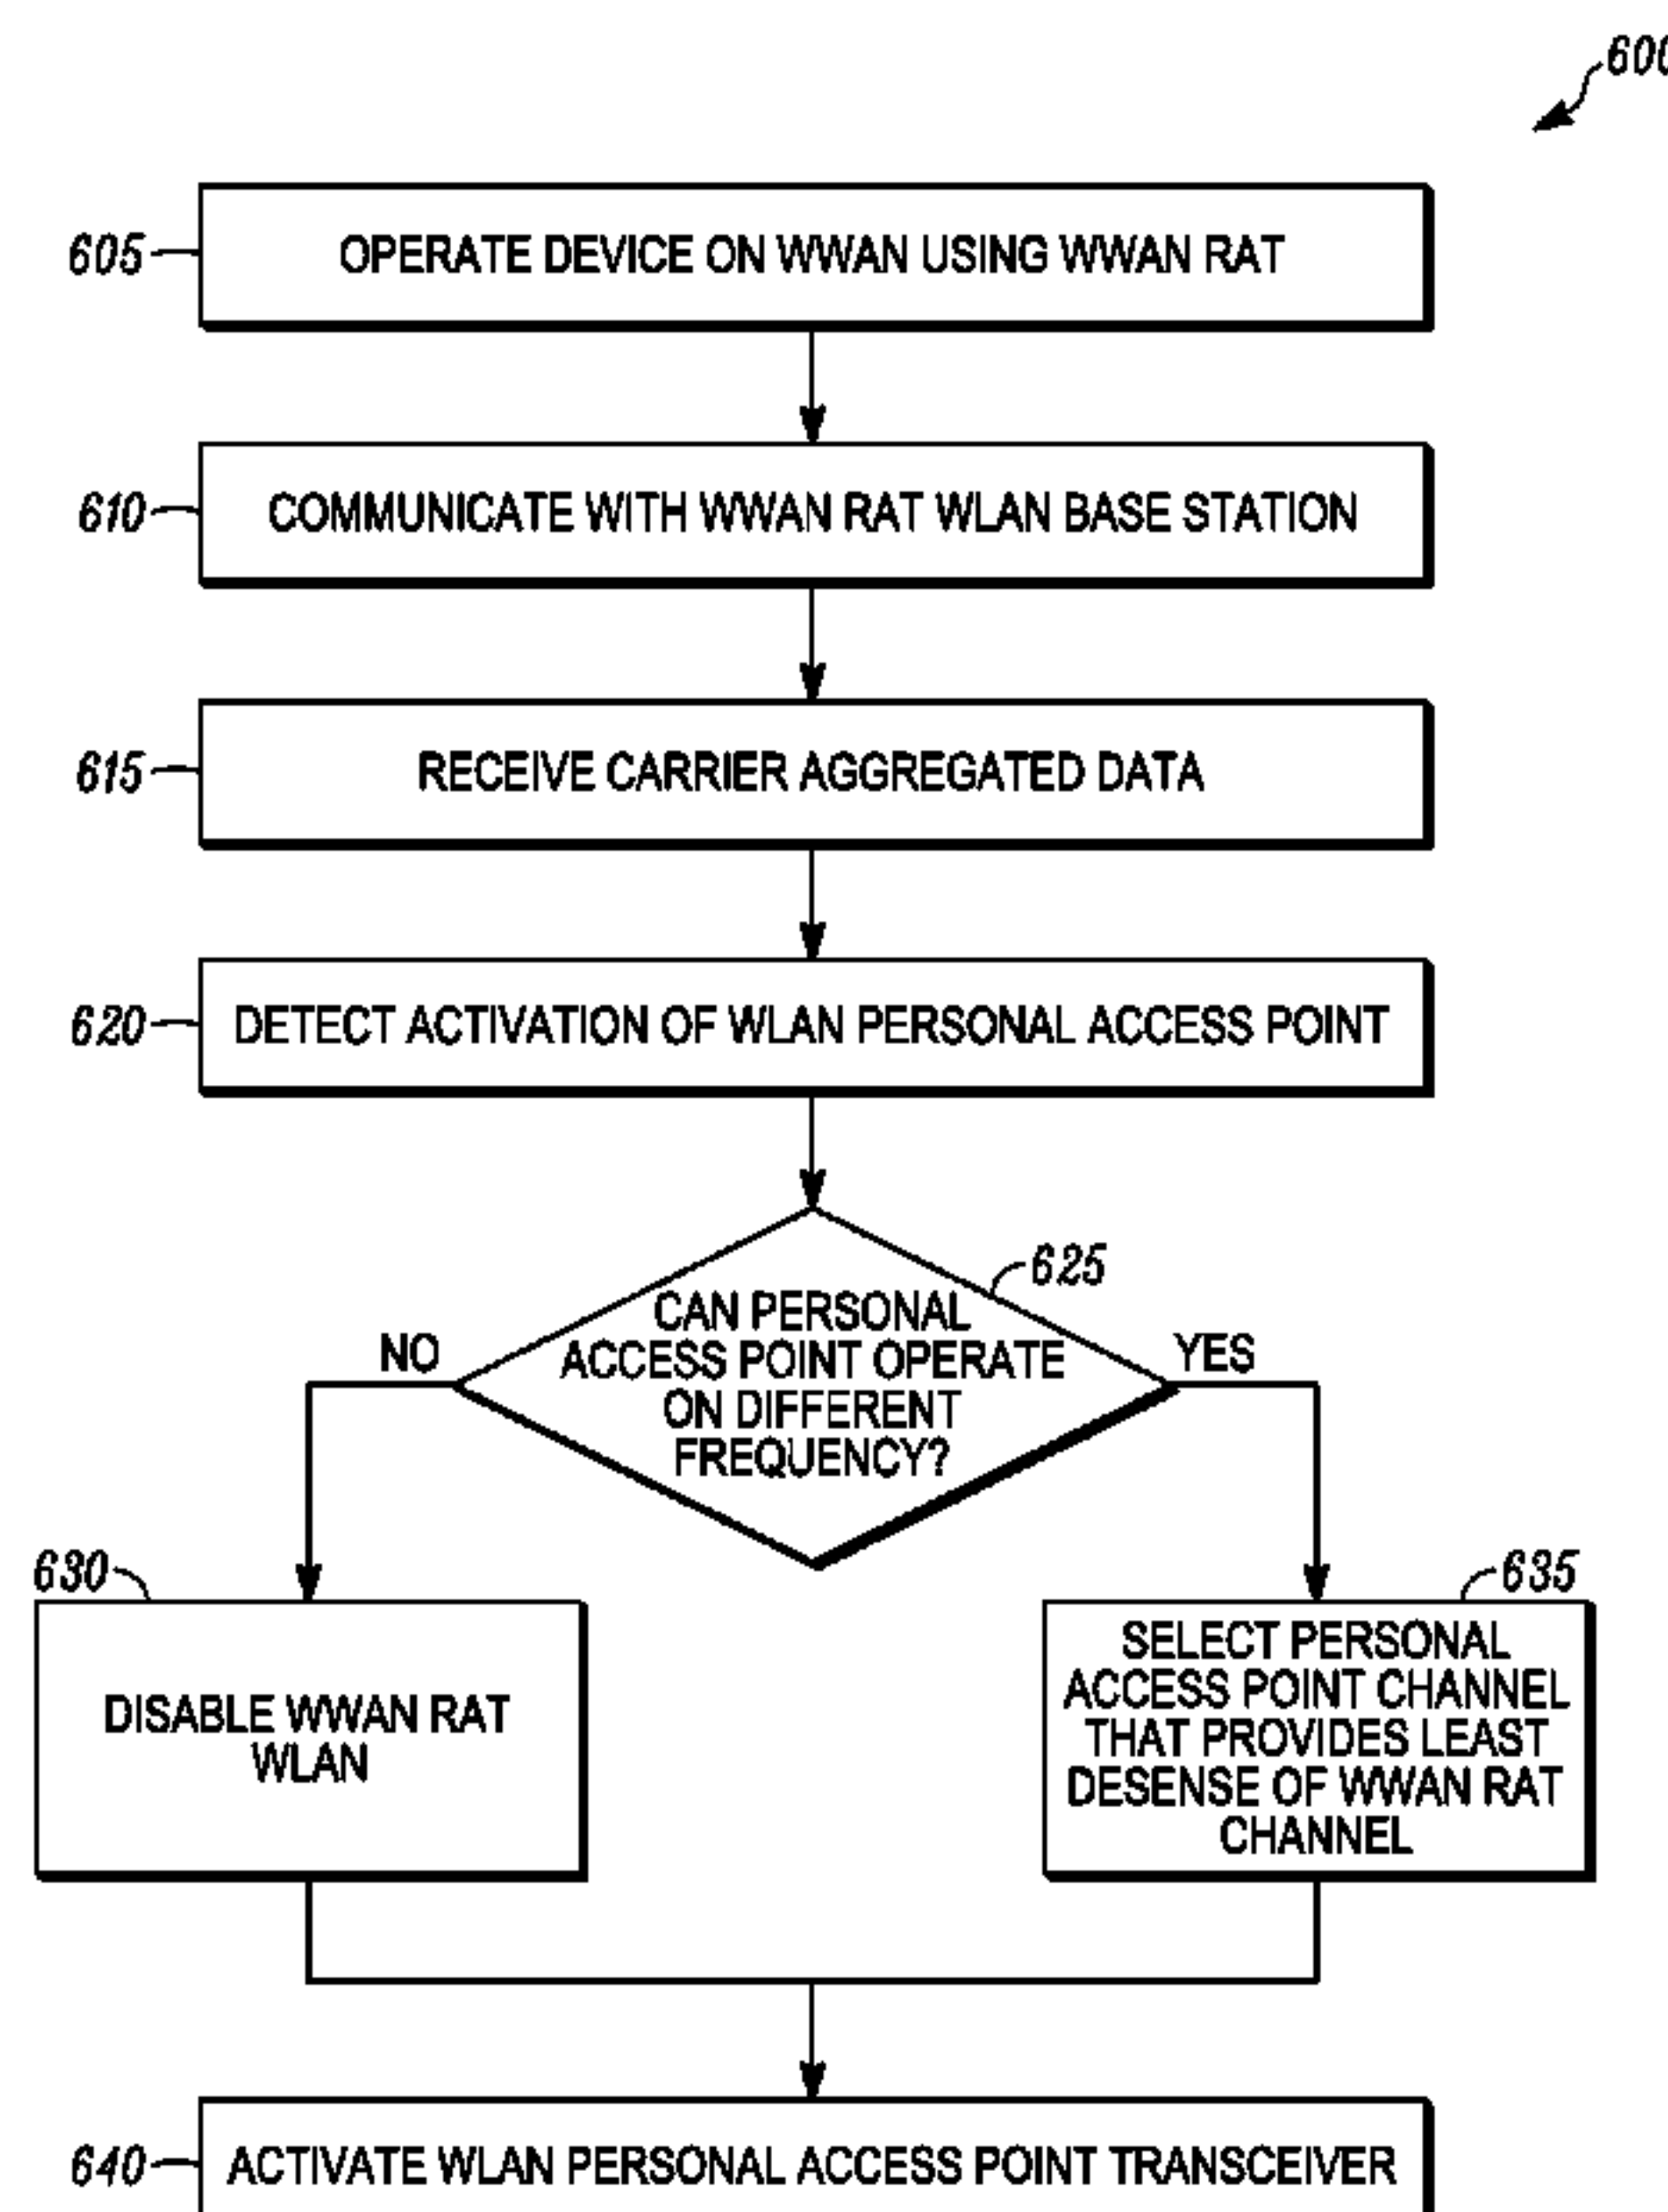 600
605
OPERATE DEVICE ON WWAN USING WWAN RAT
610
COMMUNICATE WITH WWAN RAT WLAN BASE STATION
615
RECEIVE CARRIER AGGREGATED DATA
620
DETECT ACTIVATION OF WLAN PERSONAL ACCESS POINT
625
CAN PERSONAL
ACCESS POINT OPERATE
ON DIFFERENT
FREQUENCY?
NO
YES
630
DISABLE WWAN RAT
WLAN
635
SELECT PERSONAL
ACCESS POINT CHANNEL
THAT PROVIDES LEAST
DESENSE OF WWAN RAT
CHANNEL
640
ACTIVATE WLAN PERSONAL ACCESS POINT TRANSCEIVER